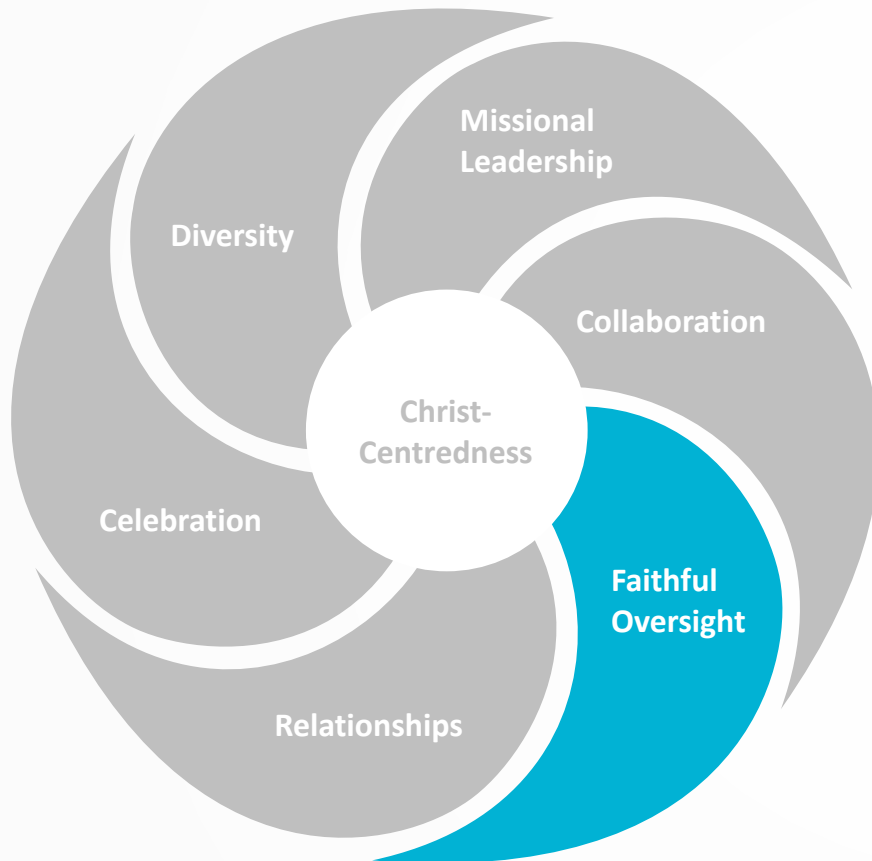 Missional
Leadership
Diversity
Collaboration
Christ-
Centredness
Celebration
Faithful
Oversight
Relationships